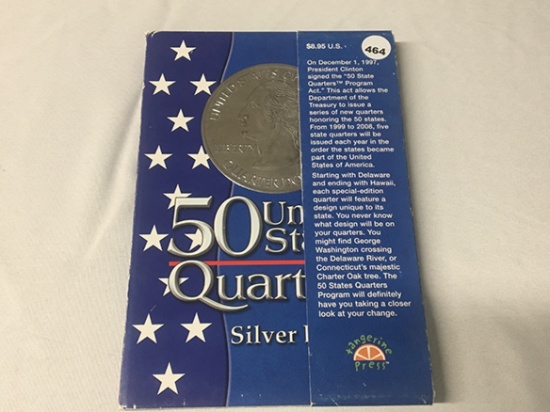 $6.95 U.S.
464
On December 1, 1997,
President Clinton
signed the "50 State
Quarters™ Program
Act." This act allows the
Department of the
Treasury to issue a
series of new quarters
honoring the 50 states.
From 1999 to 2008, five
state quarters will be
issued each year in the
order the states became
part of the United
States of America.
Starting with Delaware
and ending with Hawaii,
each special-edition
quarter will feature a
design unique to its
state. You never know
what design will be on
your quarters. You
might find George
Washington crossing
the Delaware River, or
Connecticut's majestic
Charter Oak tree. The
50 States Quarters
Program will definitely
have you taking a closer
look at your change.
tangerine
Press™
LIBERTY
50 Un
Sta
Quart
Silver